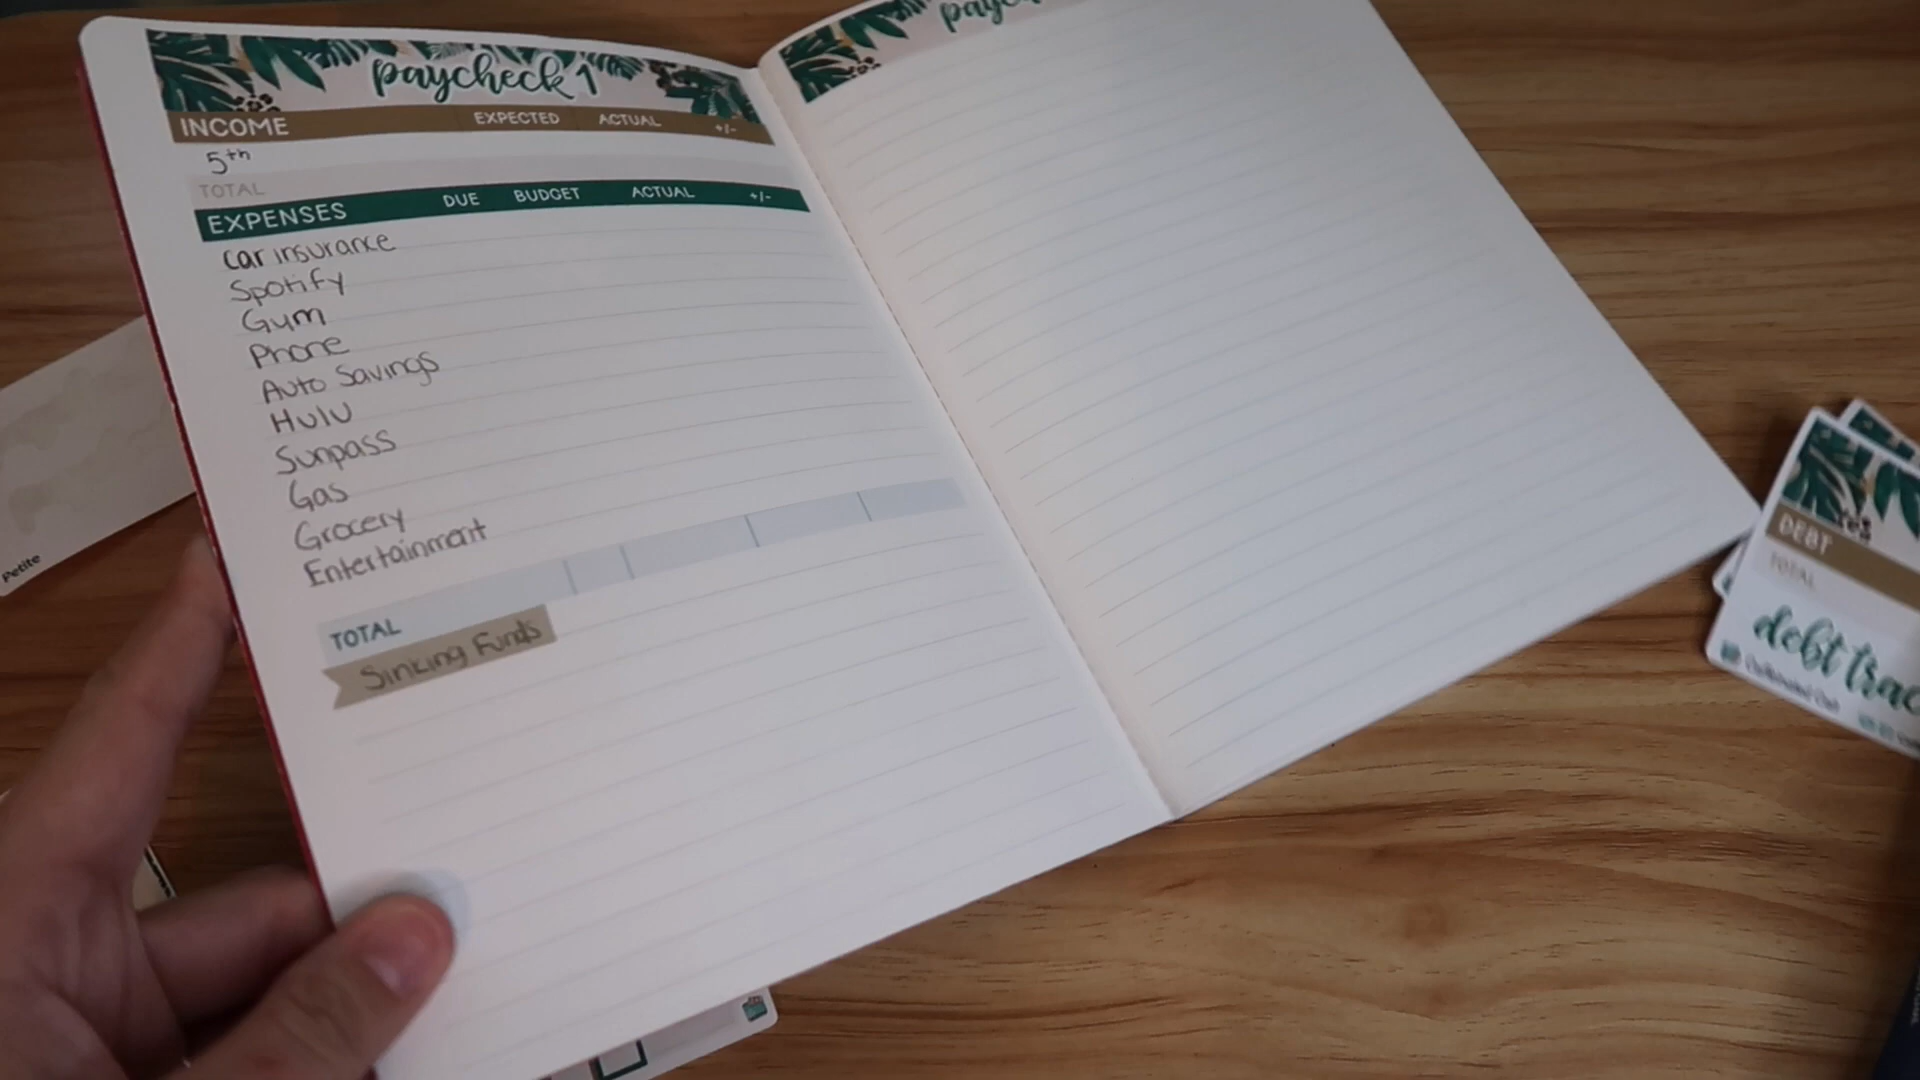 paycheck 1
INCOME EXPECTED ACTUAL +/-
5th
TOTAL
EXPENSES DUE BUDGET ACTUAL +/-
Car insurance
Spotify
Gym
Phone
Auto Savings
Hulu
Sunpass
Gas
Grocery
Entertainment
TOTAL
Sinking Funds
Petite
DEBT
TOTAL
debt trac